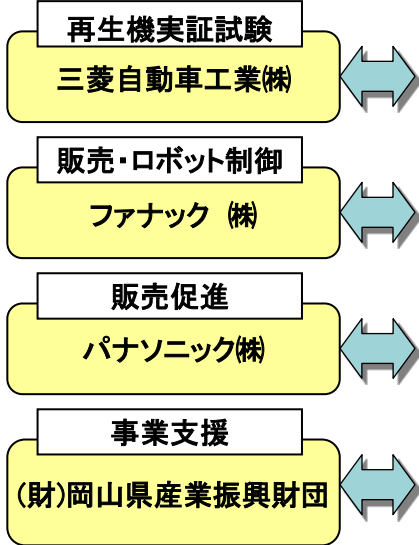 再生機実証試験
三菱自動車工業㈱
販売・ロボット制御
ファナック ㈱
販売促進
パナソニック㈱
事業支援
(財)岡山県産業振興財団